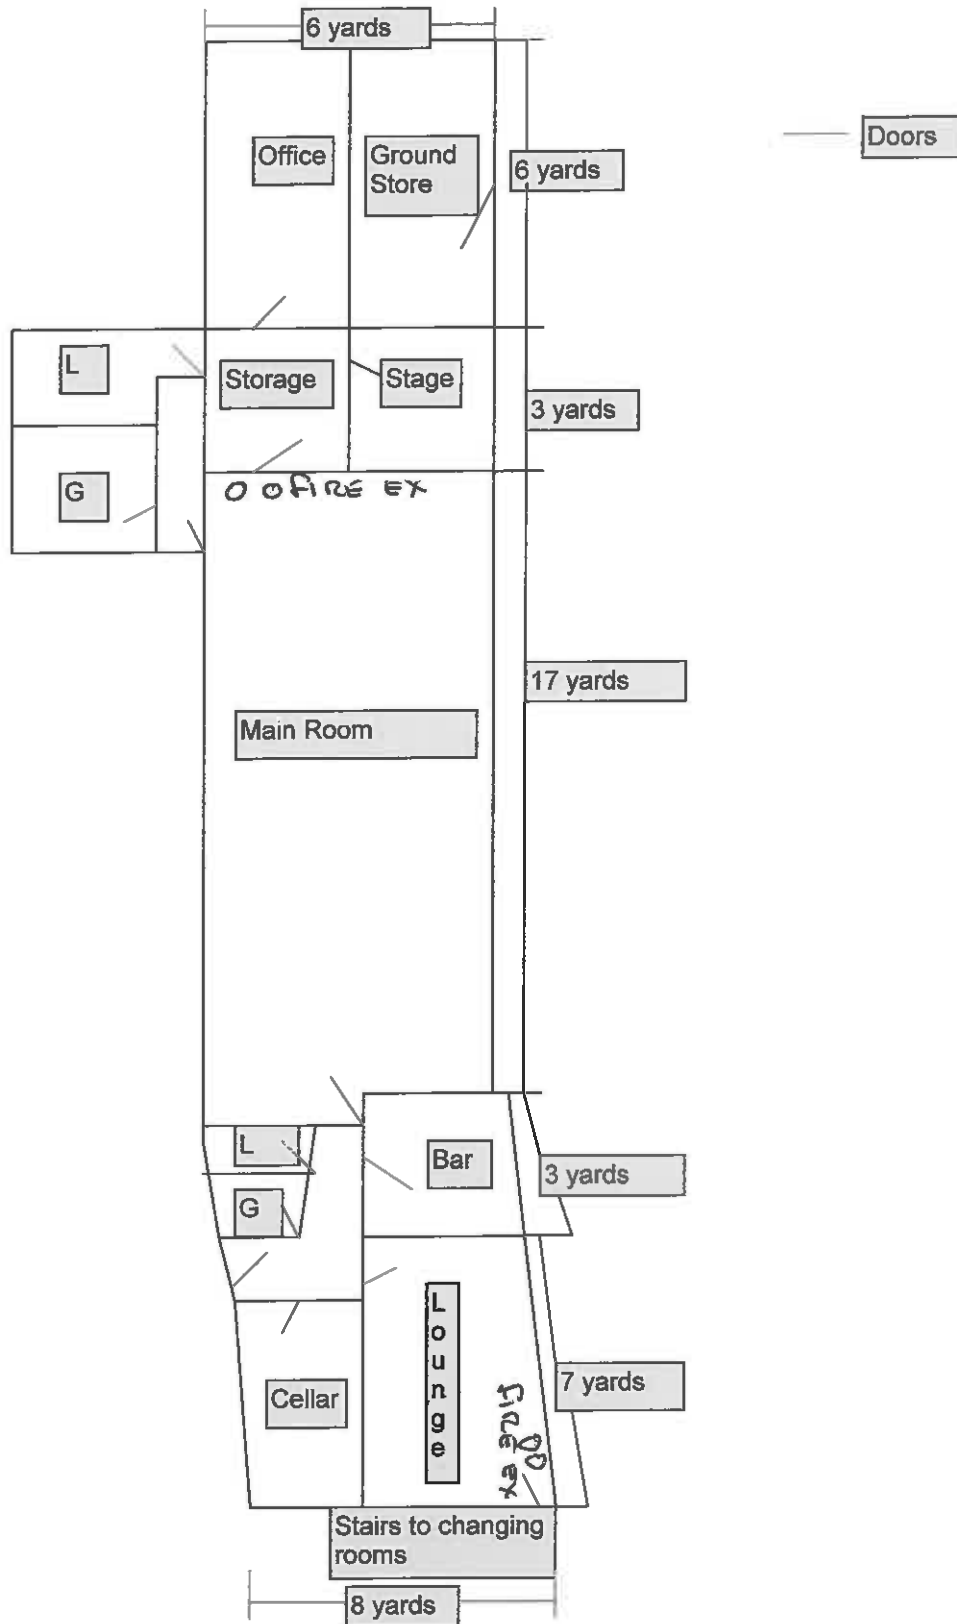 6 yards
Doors
Office
Ground
Store
6 yards
L
Storage
Stage
3 yards
G
O O FIRE EX
17 yards
Main Room
L
Bar
3 yards
G
Lounge
7 yards
Cellar
FIRE EX
Stairs to changing
rooms
8 yards